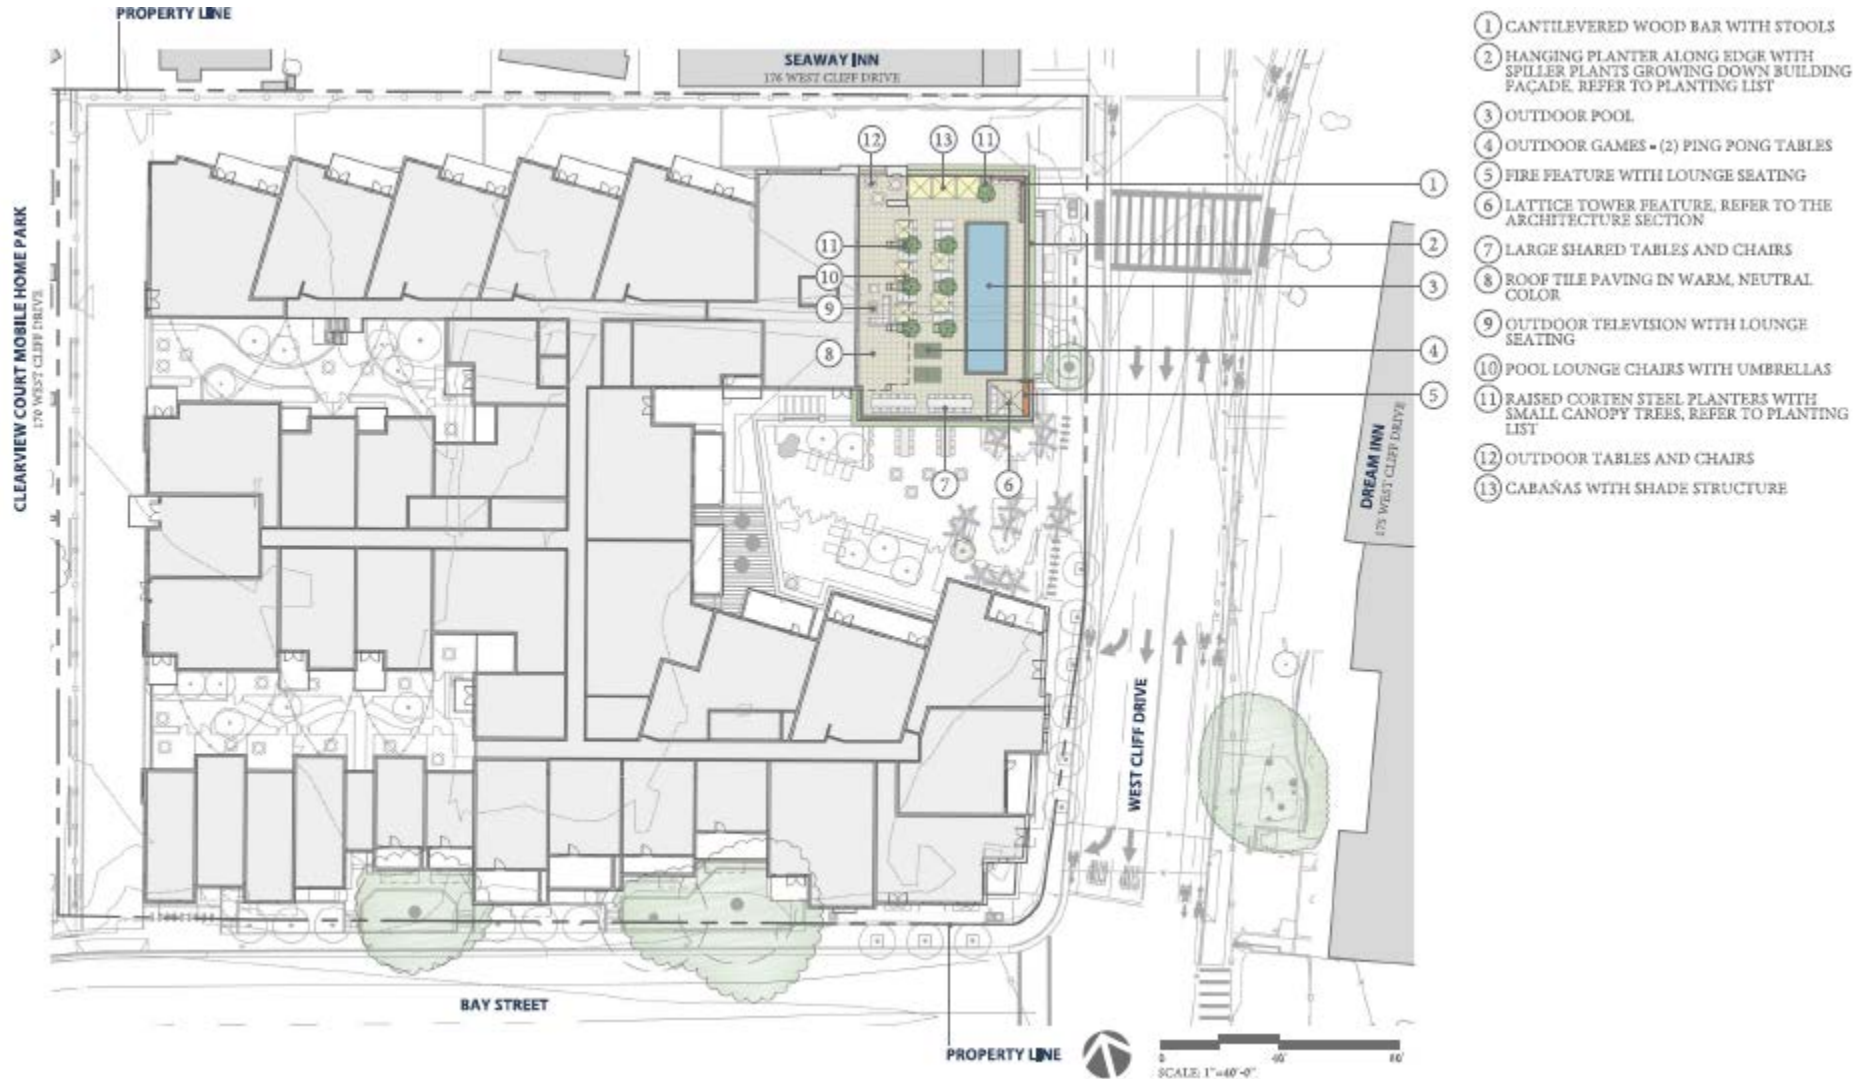 PROPERTY LINE
SEAWAY INN
176 WEST CLIFF DRIVE
CLEARVIEW COURT MOBILE HOME PARK
170 WEST CLIFF DRIVE
12
13
11
1
2
3
4
5
11
10
9
8
7
6
DREAM INN
175 WEST CLIFF DRIVE
WEST CLIFF DRIVE
BAY STREET
PROPERTY LINE
0 40' 80'
SCALE: 1"=40'-0"
1 CANTILEVERED WOOD BAR WITH STOOLS
2 HANGING PLANTER ALONG EDGE WITH
SPILLER PLANTS GROWING DOWN BUILDING
FAÇADE, REFER TO PLANTING LIST
3 OUTDOOR POOL
4 OUTDOOR GAMES - (2) PING PONG TABLES
5 FIRE FEATURE WITH LOUNGE SEATING
6 LATTICE TOWER FEATURE, REFER TO THE
ARCHITECTURE SECTION
7 LARGE SHARED TABLES AND CHAIRS
8 ROOF TILE PAVING IN WARM, NEUTRAL
COLOR
9 OUTDOOR TELEVISION WITH LOUNGE
SEATING
10 POOL LOUNGE CHAIRS WITH UMBRELLAS
11 RAISED CORTEN STEEL PLANTERS WITH
SMALL CANOPY TREES, REFER TO PLANTING
LIST
12 OUTDOOR TABLES AND CHAIRS
13 CABAÑAS WITH SHADE STRUCTURE